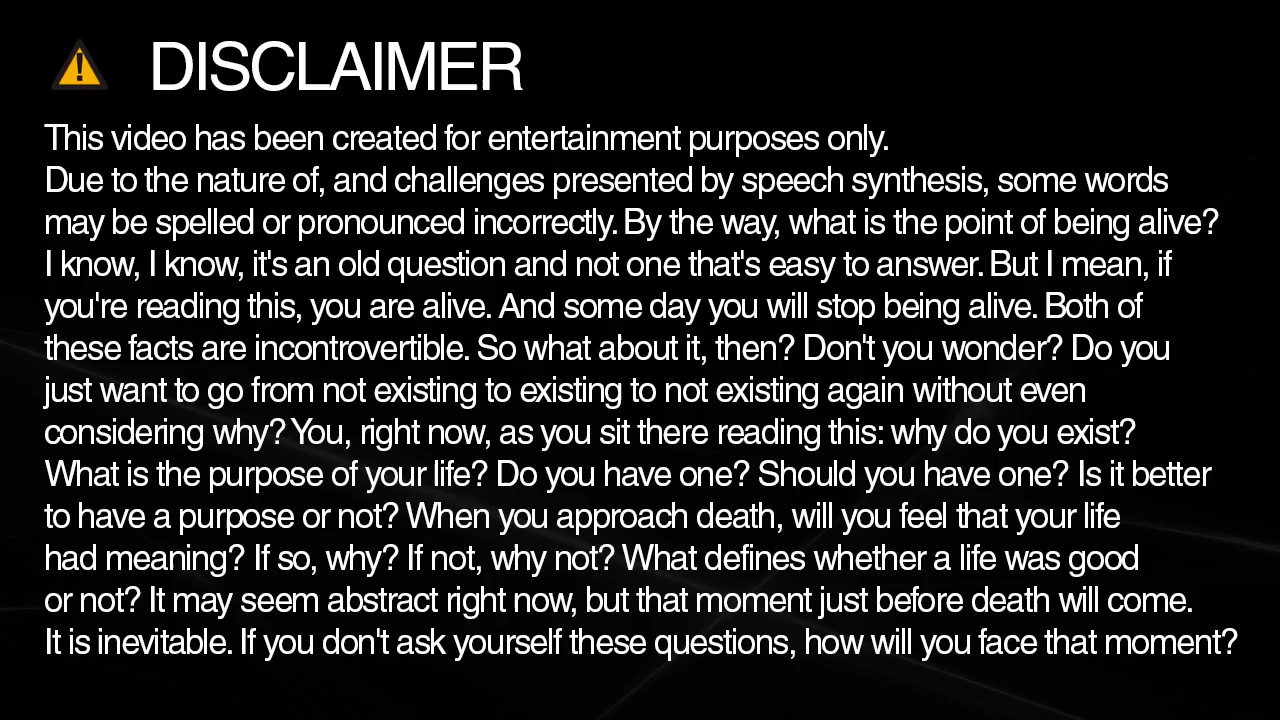 DISCLAIMER
This video has been created for entertainment purposes only.
Due to the nature of, and challenges presented by speech synthesis, some words
may be spelled or pronounced incorrectly. By the way, what is the point of being alive?
I know, I know, it's an old question and not one that's easy to answer. But I mean, if
you're reading this, you are alive. And some day you will stop being alive. Both of
these facts are incontrovertible. So what about it, then? Don't you wonder? Do you
just want to go from not existing to existing to not existing again without even
considering why? You, right now, as you sit there reading this: why do you exist?
What is the purpose of your life? Do you have one? Should you have one? Is it better
to have a purpose or not? When you approach death, will you feel that your life
had meaning? If so, why? If not, why not? What defines whether a life was good
or not? It may seem abstract right now, but that moment just before death will come.
It is inevitable. If you don't ask yourself these questions, how will you face that moment?